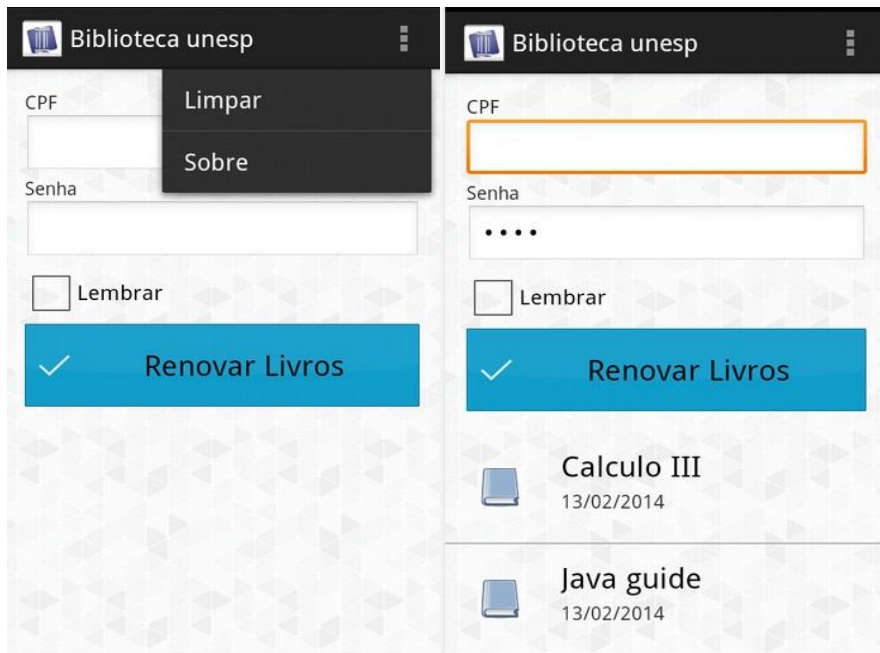 Biblioteca unesp
Limpar
Sobre
CPF
Senha
Lembrar
Renovar Livros
Biblioteca unesp
CPF
Senha
••••
Lembrar
Renovar Livros
Calculo III
13/02/2014
Java guide
13/02/2014